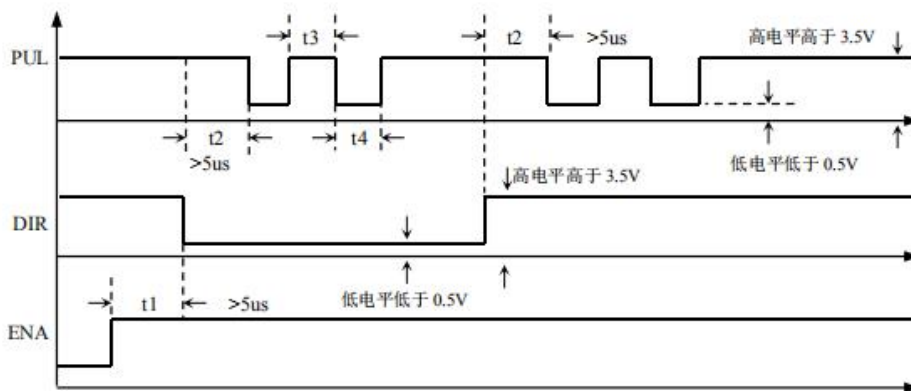 t3
t2
>5us
高电平高于 3.5V
PUL
t2
t4
>5us
低电平低于 0.5V
高电平高于 3.5V
DIR
t1
>5us
低电平低于 0.5V
ENA